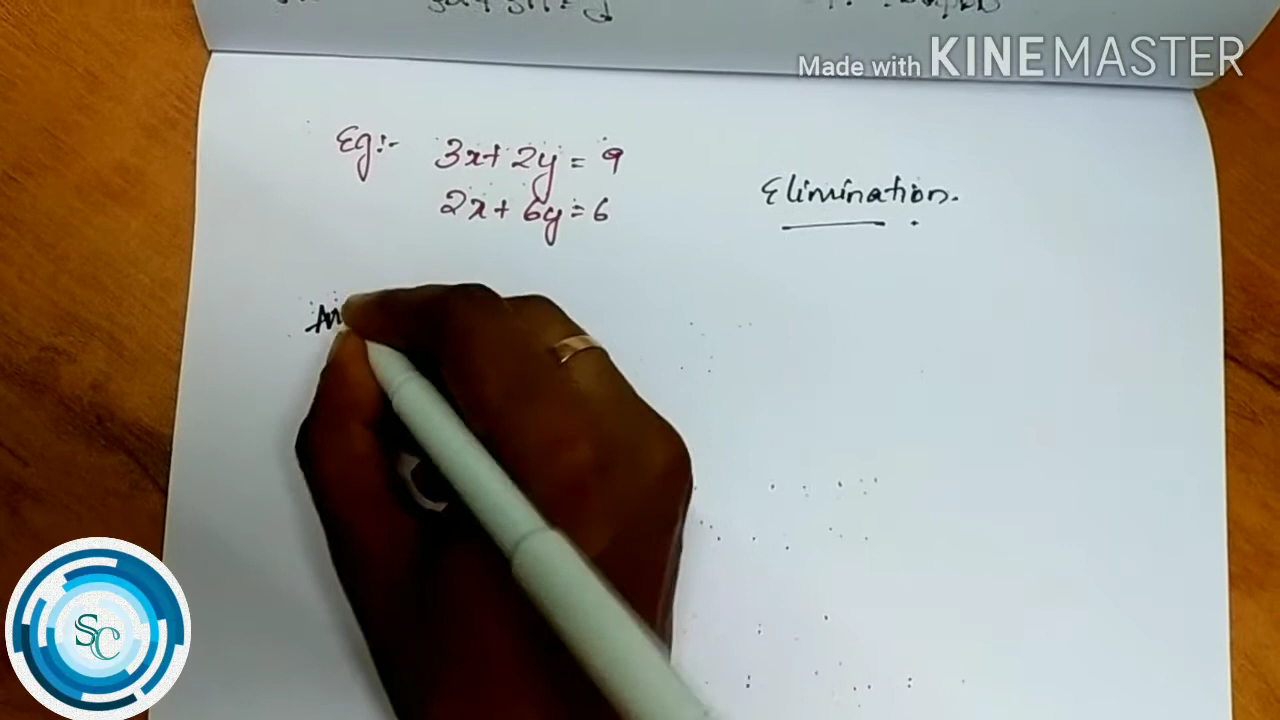 Made with KINEMASTER
Eg:- 3x + 2y = 9
2x + 6y = 6
Elimination.
SC